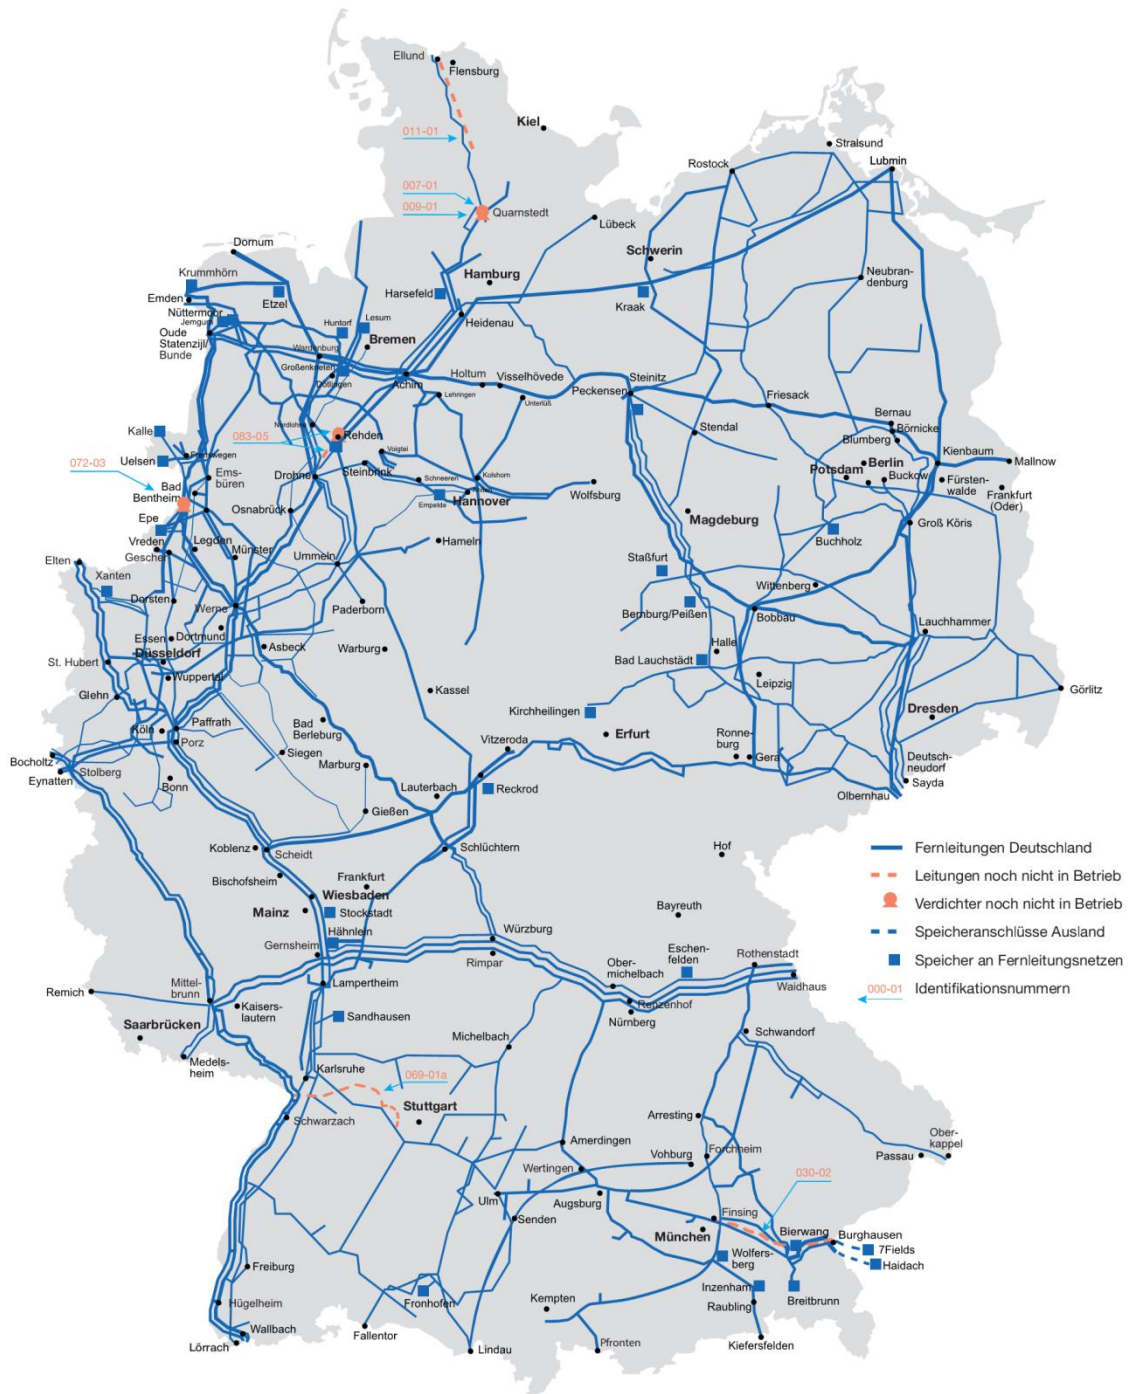 Ellund
Flensburg
011-01
Kiel
Stralsund
Rostock
Lubmin
007-01
009-01
Quarnstedt
Lübeck
Dornum
Schwerin
Krummhörn
Hamburg
Neubran-
denburg
Emden
Etzel
Harsefeld
Kraak
Nüttermoor
Jemgum
Huntorf
Lesum
Heidenau
Oude
Statenzijl/
Bunde
Bremen
Wardenburg
Großenkneten
Döllingen
Achim
Holtum
Visselhövede
Steinitz
Peckensen
Lehringen
Unterlüß
Friesack
Bernau
Börnicke
Blumberg
Kalle
083-05
Nordlohne
Rehden
Stendal
Uelsen
Frenswegen
Voigtei
072-03
Drohne
Steinbrink
Schneeren
Kolshorn
Berlin
Kienbaum
Mallnow
Bad
Bentheim
Ems-
büren
Hannover
Wolfsburg
Potsdam
Buckow
Fürsten-
walde
Frankfurt
(Oder)
Epe
Osnabrück
Empelde
Magdeburg
Groß Köris
Vreden
Legden
Münster
Hameln
Buchholz
Gescher
Elten
Ummeln
Staßfurt
Xanten
Wittenberg
Dorsten
Werne
Paderborn
Bernburg/Peißen
Bobbau
Essen
Dortmund
Lauchhammer
Düsseldorf
Asbeck
Warburg
Halle
St. Hubert
Bad Lauchstädt
Wuppertal
Kassel
Leipzig
Görlitz
Glehn
Kirchheilingen
Dresden
Köln
Paffrath
Bad
Berleburg
Erfurt
Porz
Vitzeroda
Ronne-
burg
Gera
Bocholtz
Siegen
Marburg
Deutsch-
neudorf
Eynatten
Stolberg
Bonn
Lauterbach
Reckrod
Sayda
Olbernhau
Gießen
Koblenz
Scheidt
Schlüchtern
Hof
Fernleitungen Deutschland
Bischofsheim
Frankfurt
Leitungen noch nicht in Betrieb
Wiesbaden
Verdichter noch nicht in Betrieb
Mainz
Stockstadt
Bayreuth
Hähnlein
Würzburg
Speicheranschlüsse Ausland
Gernsheim
Rimpar
Eschen-
felden
Rothenstadt
Speicher an Fernleitungsnetzen
Ober-
michelbach
Waidhaus
Remich
Mittel-
brunn
Lampertheim
000-01
Identifikationsnummern
Kaisers-
lautern
Renzenhof
Sandhausen
Nürnberg
Saarbrücken
Michelbach
Schwandorf
Medels-
heim
Karlsruhe
069-01a
Stuttgart
Schwarzach
Arresting
Ober-
kappel
Amerdingen
Forchheim
Passau
Wertingen
Vohburg
030-02
Ulm
Augsburg
Senden
Finsing
Bierwang
Burghausen
München
Wolfers-
berg
7Fields
Haidach
Freiburg
Inzenham
Breitbrunn
Hügelheim
Fronhofen
Kempten
Raubling
Wallbach
Fallentor
Kiefersfelden
Lörrach
Lindau
Pfronten